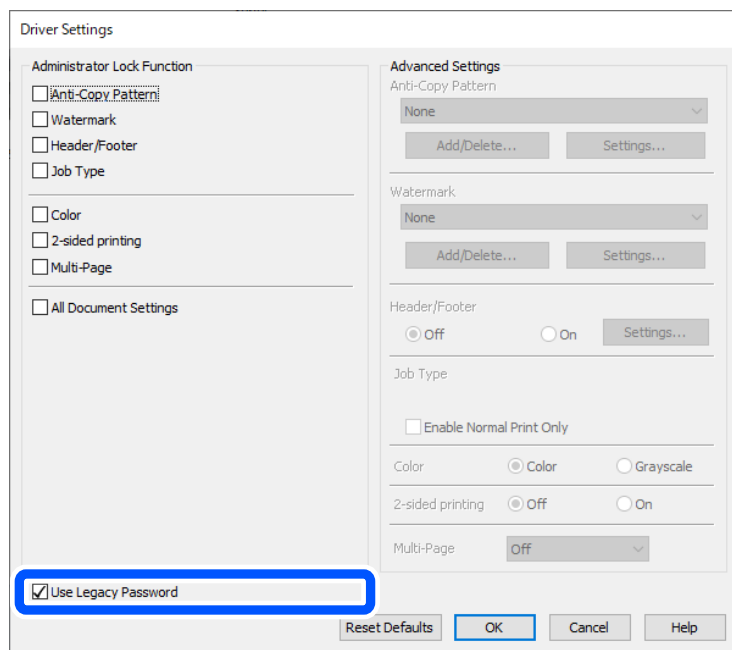 Driver Settings
Administrator Lock Function
Anti-Copy Pattern
Watermark
Header/Footer
Job Type
Color
2-sided printing
Multi-Page
All Document Settings
Use Legacy Password
Advanced Settings
Anti-Copy Pattern
None
Add/Delete... Settings...
Watermark
None
Add/Delete... Settings...
Header/Footer
Off On Settings...
Job Type
Enable Normal Print Only
Color Color Grayscale
2-sided printing Off On
Multi-Page Off
Reset Defaults OK Cancel Help